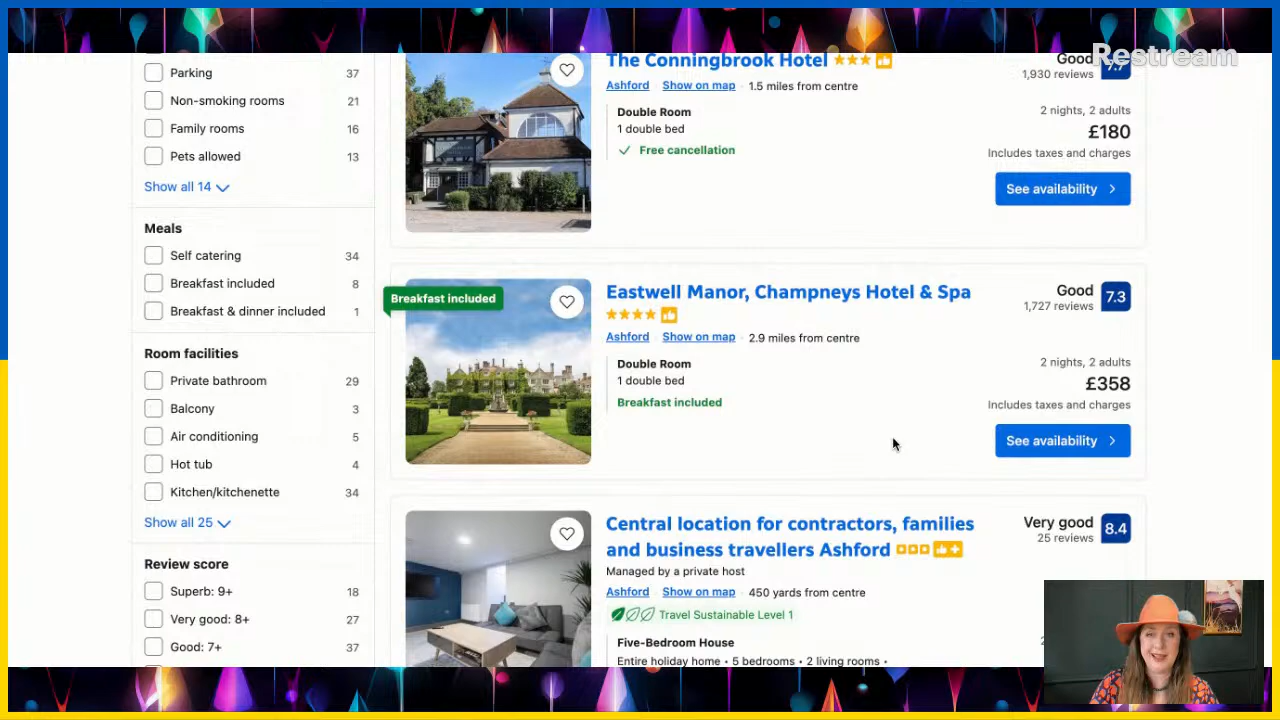 Restream
Parking 37
Non-smoking rooms 21
Family rooms 16
Pets allowed 13
Show all 14
Meals
Self catering 34
Breakfast included 8
Breakfast & dinner included 1
Room facilities
Private bathroom 29
Balcony 3
Air conditioning 5
Hot tub 4
Kitchen/kitchenette 34
Show all 25
Review score
Superb: 9+ 18
Very good: 8+ 27
Good: 7+ 37
The Conningbrook Hotel
Good 7.7
1,930 reviews
Ashford Show on map · 1.5 miles from centre
Double Room
1 double bed
Free cancellation
2 nights, 2 adults
£180
Includes taxes and charges
See availability
Breakfast included
Eastwell Manor, Champneys Hotel & Spa
Good 7.3
1,727 reviews
Ashford Show on map · 2.9 miles from centre
Double Room
1 double bed
Breakfast included
2 nights, 2 adults
£358
Includes taxes and charges
See availability
Central location for contractors, families
and business travellers Ashford
Very good 8.4
25 reviews
Managed by a private host
Ashford Show on map · 450 yards from centre
Travel Sustainable Level 1
Five-Bedroom House
Entire holiday home • 5 bedrooms • 2 living rooms •